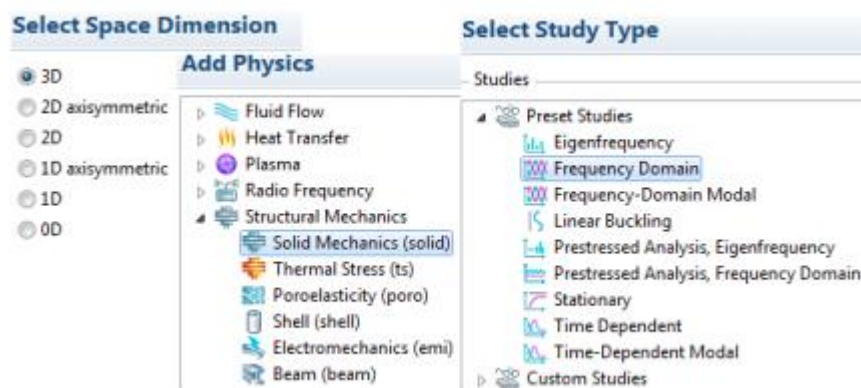 Select Space Dimension
3D
2D axisymmetric
2D
1D axisymmetric
1D
0D
Add Physics
Fluid Flow
Heat Transfer
Plasma
Radio Frequency
Structural Mechanics
Solid Mechanics (solid)
Thermal Stress (ts)
Poroelasticity (poro)
Shell (shell)
Electromechanics (emi)
Beam (beam)
Select Study Type
Studies
Preset Studies
Eigenfrequency
Frequency Domain
Frequency-Domain Modal
Linear Buckling
Prestressed Analysis, Eigenfrequency
Prestressed Analysis, Frequency Domain
Stationary
Time Dependent
Time-Dependent Modal
Custom Studies